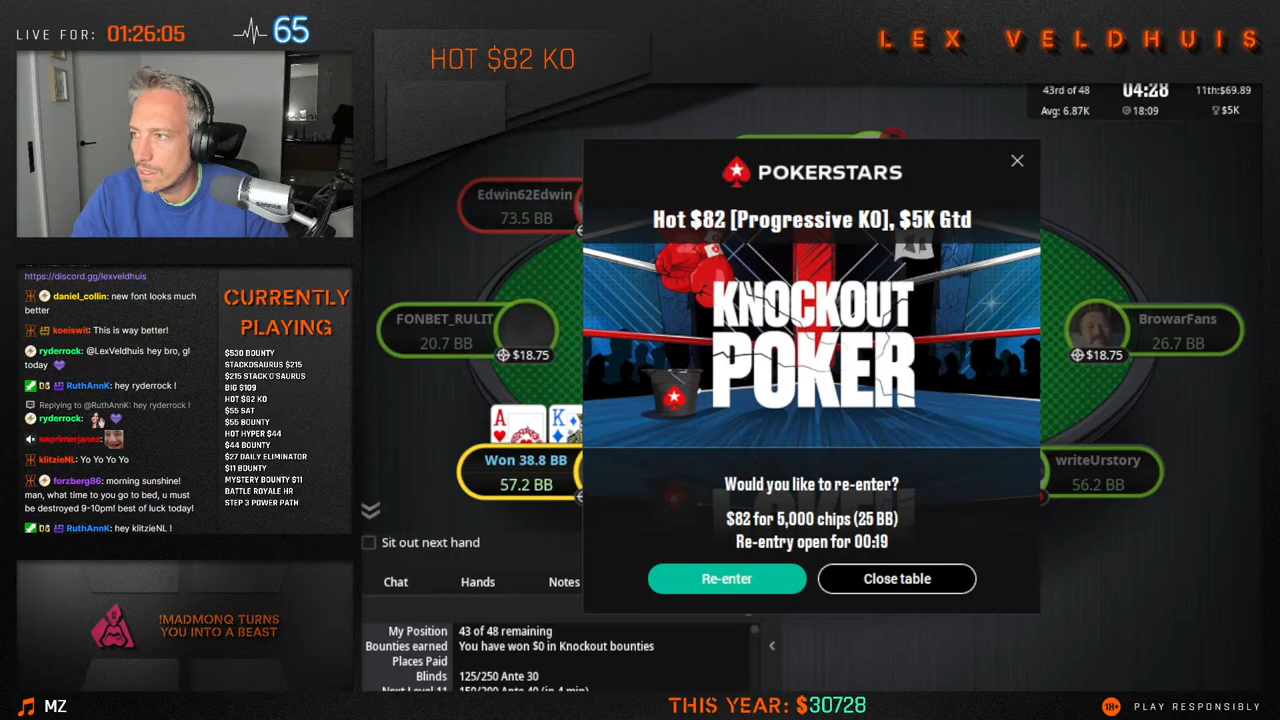 LIVE FOR: 01:26:05
65
HOT $82 KO
LEX VELDHUIS
43rd of 48
04:28
11th:$69.89
Avg: 6.87K
18:09
$5K
https://discord.gg/lexveldhuis
daniel_collin: new font looks much
better
koeiswit: This is way better!
ryderrock: @LexVeldhuis hey bro, gl
today
RuthAnnK: hey ryderrock !
Replying to @RuthAnnK: hey ryderrock !
ryderrock:
naprimerjanez:
klitzieNL: Yo Yo Yo Yo
forzberg86: morning sunshine!
man, what time to you go to bed, u must
be destroyed 9-10pm! best of luck today!
RuthAnnK: hey klitzieNL !
CURRENTLY
PLAYING
$530 BOUNTY
STACKOSAURUS $215
$215 STACK'O'SAURUS
BIG $109
HOT $82 KO
$55 SAT
$55 BOUNTY
HOT HYPER $44
$44 BOUNTY
$27 DAILY ELIMINATOR
$11 BOUNTY
MYSTERY BOUNTY $11
BATTLE ROYALE HR
STEP 3 POWER PATH
!MADMONQ TURNS
YOU INTO A BEAST
MZ
Edwin62Edwin
73.5 BB
FONBET_RULIT
20.7 BB
$18.75
A K
Won 38.8 BB
57.2 BB
BrowarFans
26.7 BB
$18.75
writeUrstory
56.2 BB
POKERSTARS
Hot $82 [Progressive KO], $5K Gtd
KNOCKOUT
POKER
Would you like to re-enter?
$82 for 5,000 chips (25 BB)
Re-entry open for 00:19
Re-enter
Close table
Sit out next hand
Chat
Hands
Notes
My Position 43 of 48 remaining
Bounties earned You have won $0 in Knockout bounties
Places Paid
Blinds 125/250 Ante 30
THIS YEAR: $30728
18+ PLAY RESPONSIBLY